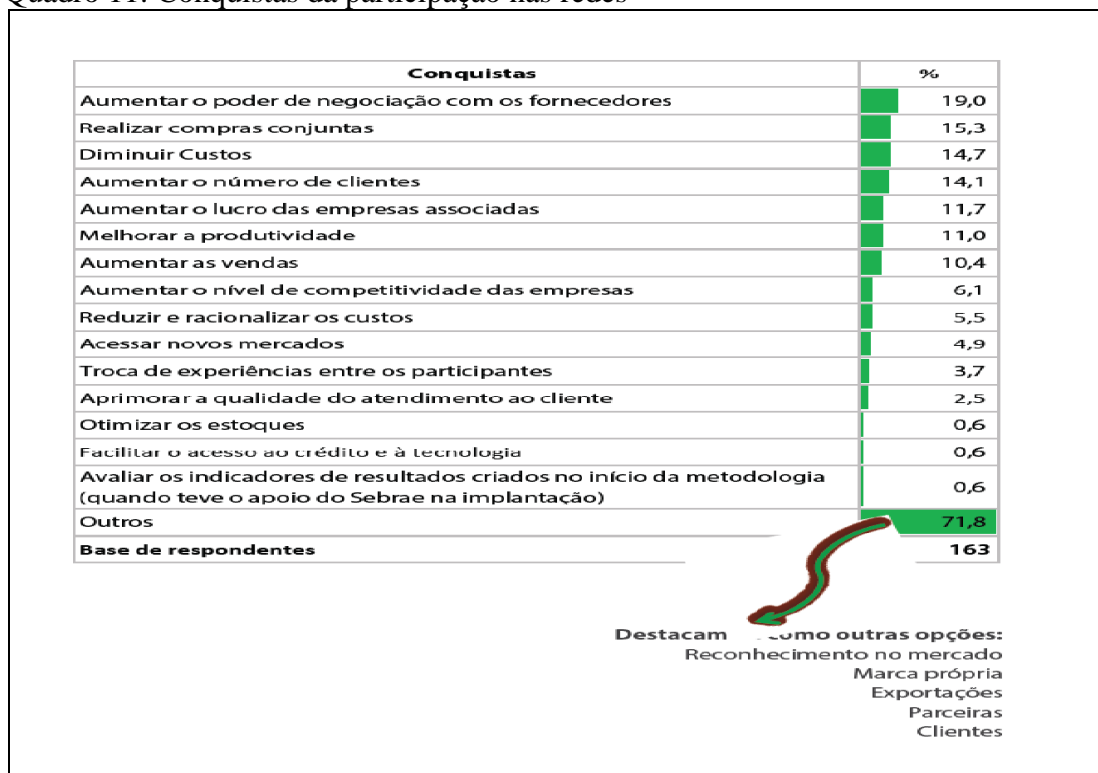 Quadro 11: Conquistas da participação nas redes
Conquistas %
Aumentar o poder de negociação com os fornecedores 19,0
Realizar compras conjuntas 15,3
Diminuir Custos 14,7
Aumentar o número de clientes 14,1
Aumentar o lucro das empresas associadas 11,7
Melhorar a produtividade 11,0
Aumentar as vendas 10,4
Aumentar o nível de competitividade das empresas 6,1
Reduzir e racionalizar os custos 5,5
Acessar novos mercados 4,9
Troca de experiências entre os participantes 3,7
Aprimorar a qualidade do atendimento ao cliente 2,5
Otimizar os estoques 0,6
Facilitar o acesso ao crédito e à tecnologia 0,6
Avaliar os indicadores de resultados criados no início da metodologia
(quando teve o apoio do Sebrae na implantação) 0,6
Outros 71,8
Base de respondentes 163
Destacam como outras opções:
Reconhecimento no mercado
Marca própria
Exportações
Parceiras
Clientes